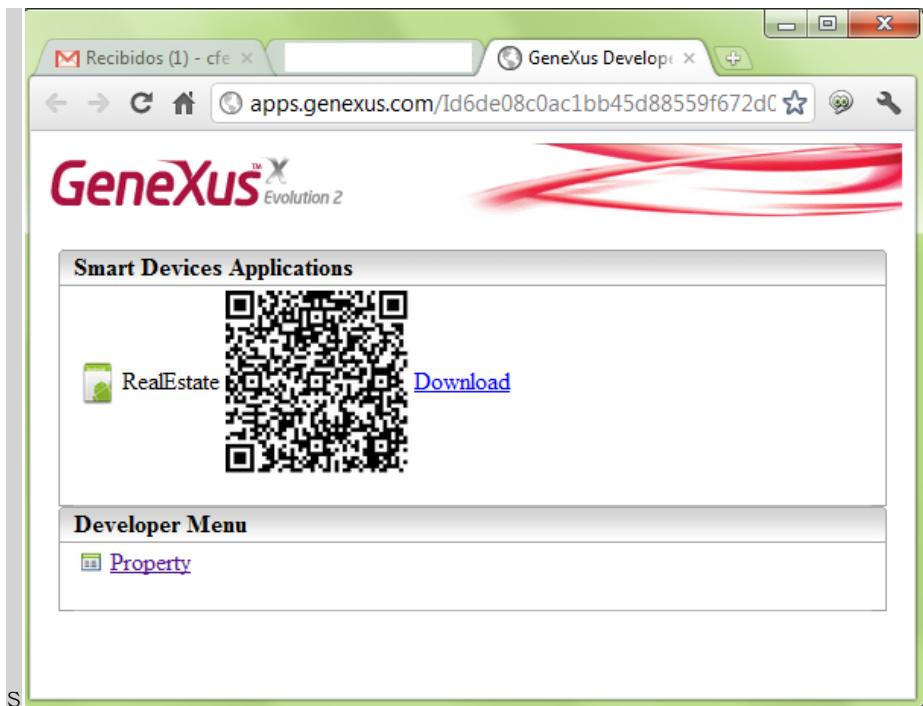 Recibidos (1) - cfe
GeneXus Develope
apps.genexus.com/Id6de08c0ac1bb45d88559f672d0
GeneXus™ X
Evolution 2
Smart Devices Applications
RealEstate
Download
Developer Menu
Property
s